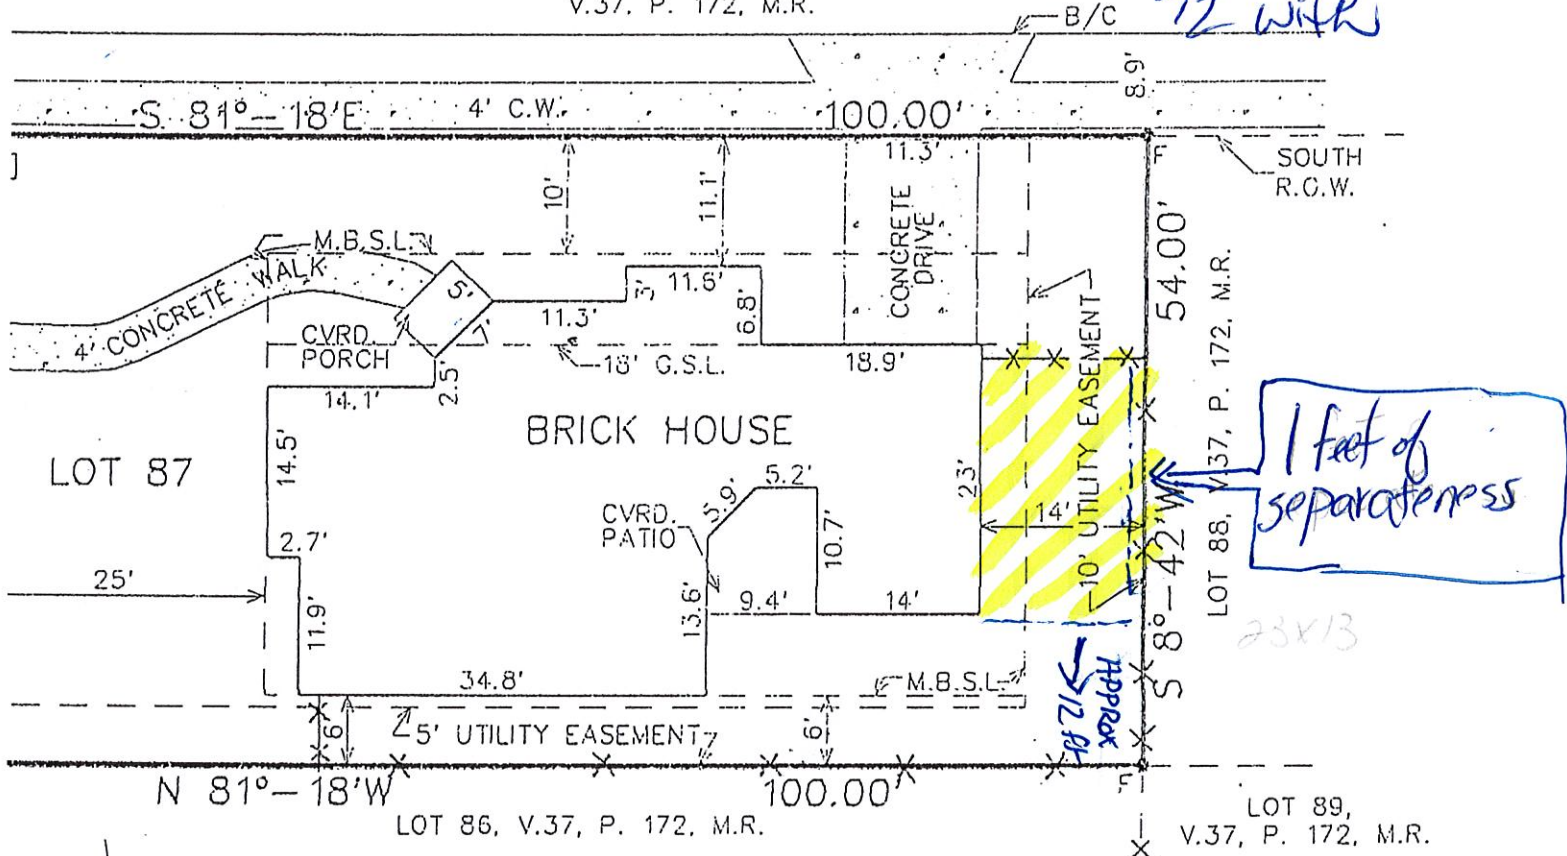 V.37, P. 172, M.R.
12 with
B/C
8.9'
S 81°–18'E
4' C.W.
100.00'
F
SOUTH
R.O.W.
]
11.3'
10'
11.1'
CONCRETE
DRIVE
M.B.S.L.
4' CONCRETE WALK
5'
7'
3'
11.6'
11.3'
6.8'
CVRD.
PORCH
18' G.S.L.
18.9'
14.1'
2.5'
54.00'
LOT 88, V.37, P. 172, M.R.
10' UTILITY EASEMENT
BRICK HOUSE
LOT 87
14.5'
23'
14'
1 feet of
separateness
5.2'
5.9'
CVRD.
PATIO
10.7'
2.7'
25'
11.9'
13.6'
9.4'
14'
S 8°–42'W
23x13
34.8'
M.B.S.L.
APPROX
12 ft
6'
5' UTILITY EASEMENT
6'
N 81°–18'W
100.00'
F
LOT 86, V.37, P. 172, M.R.
LOT 89,
V.37, P. 172, M.R.